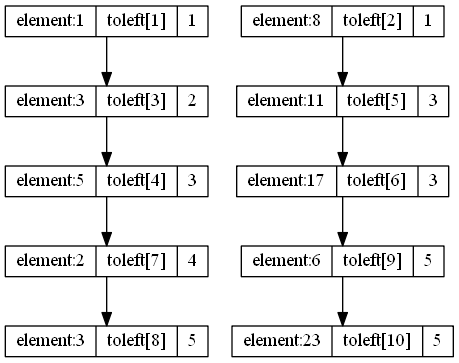 element:1 toleft[1] 1 element:8 toleft[2] 1
element:3 toleft[3] 2 element:11 toleft[5] 3
element:5 toleft[4] 3 element:17 toleft[6] 3
element:2 toleft[7] 4 element:6 toleft[9] 5
element:3 toleft[8] 5 element:23 toleft[10] 5